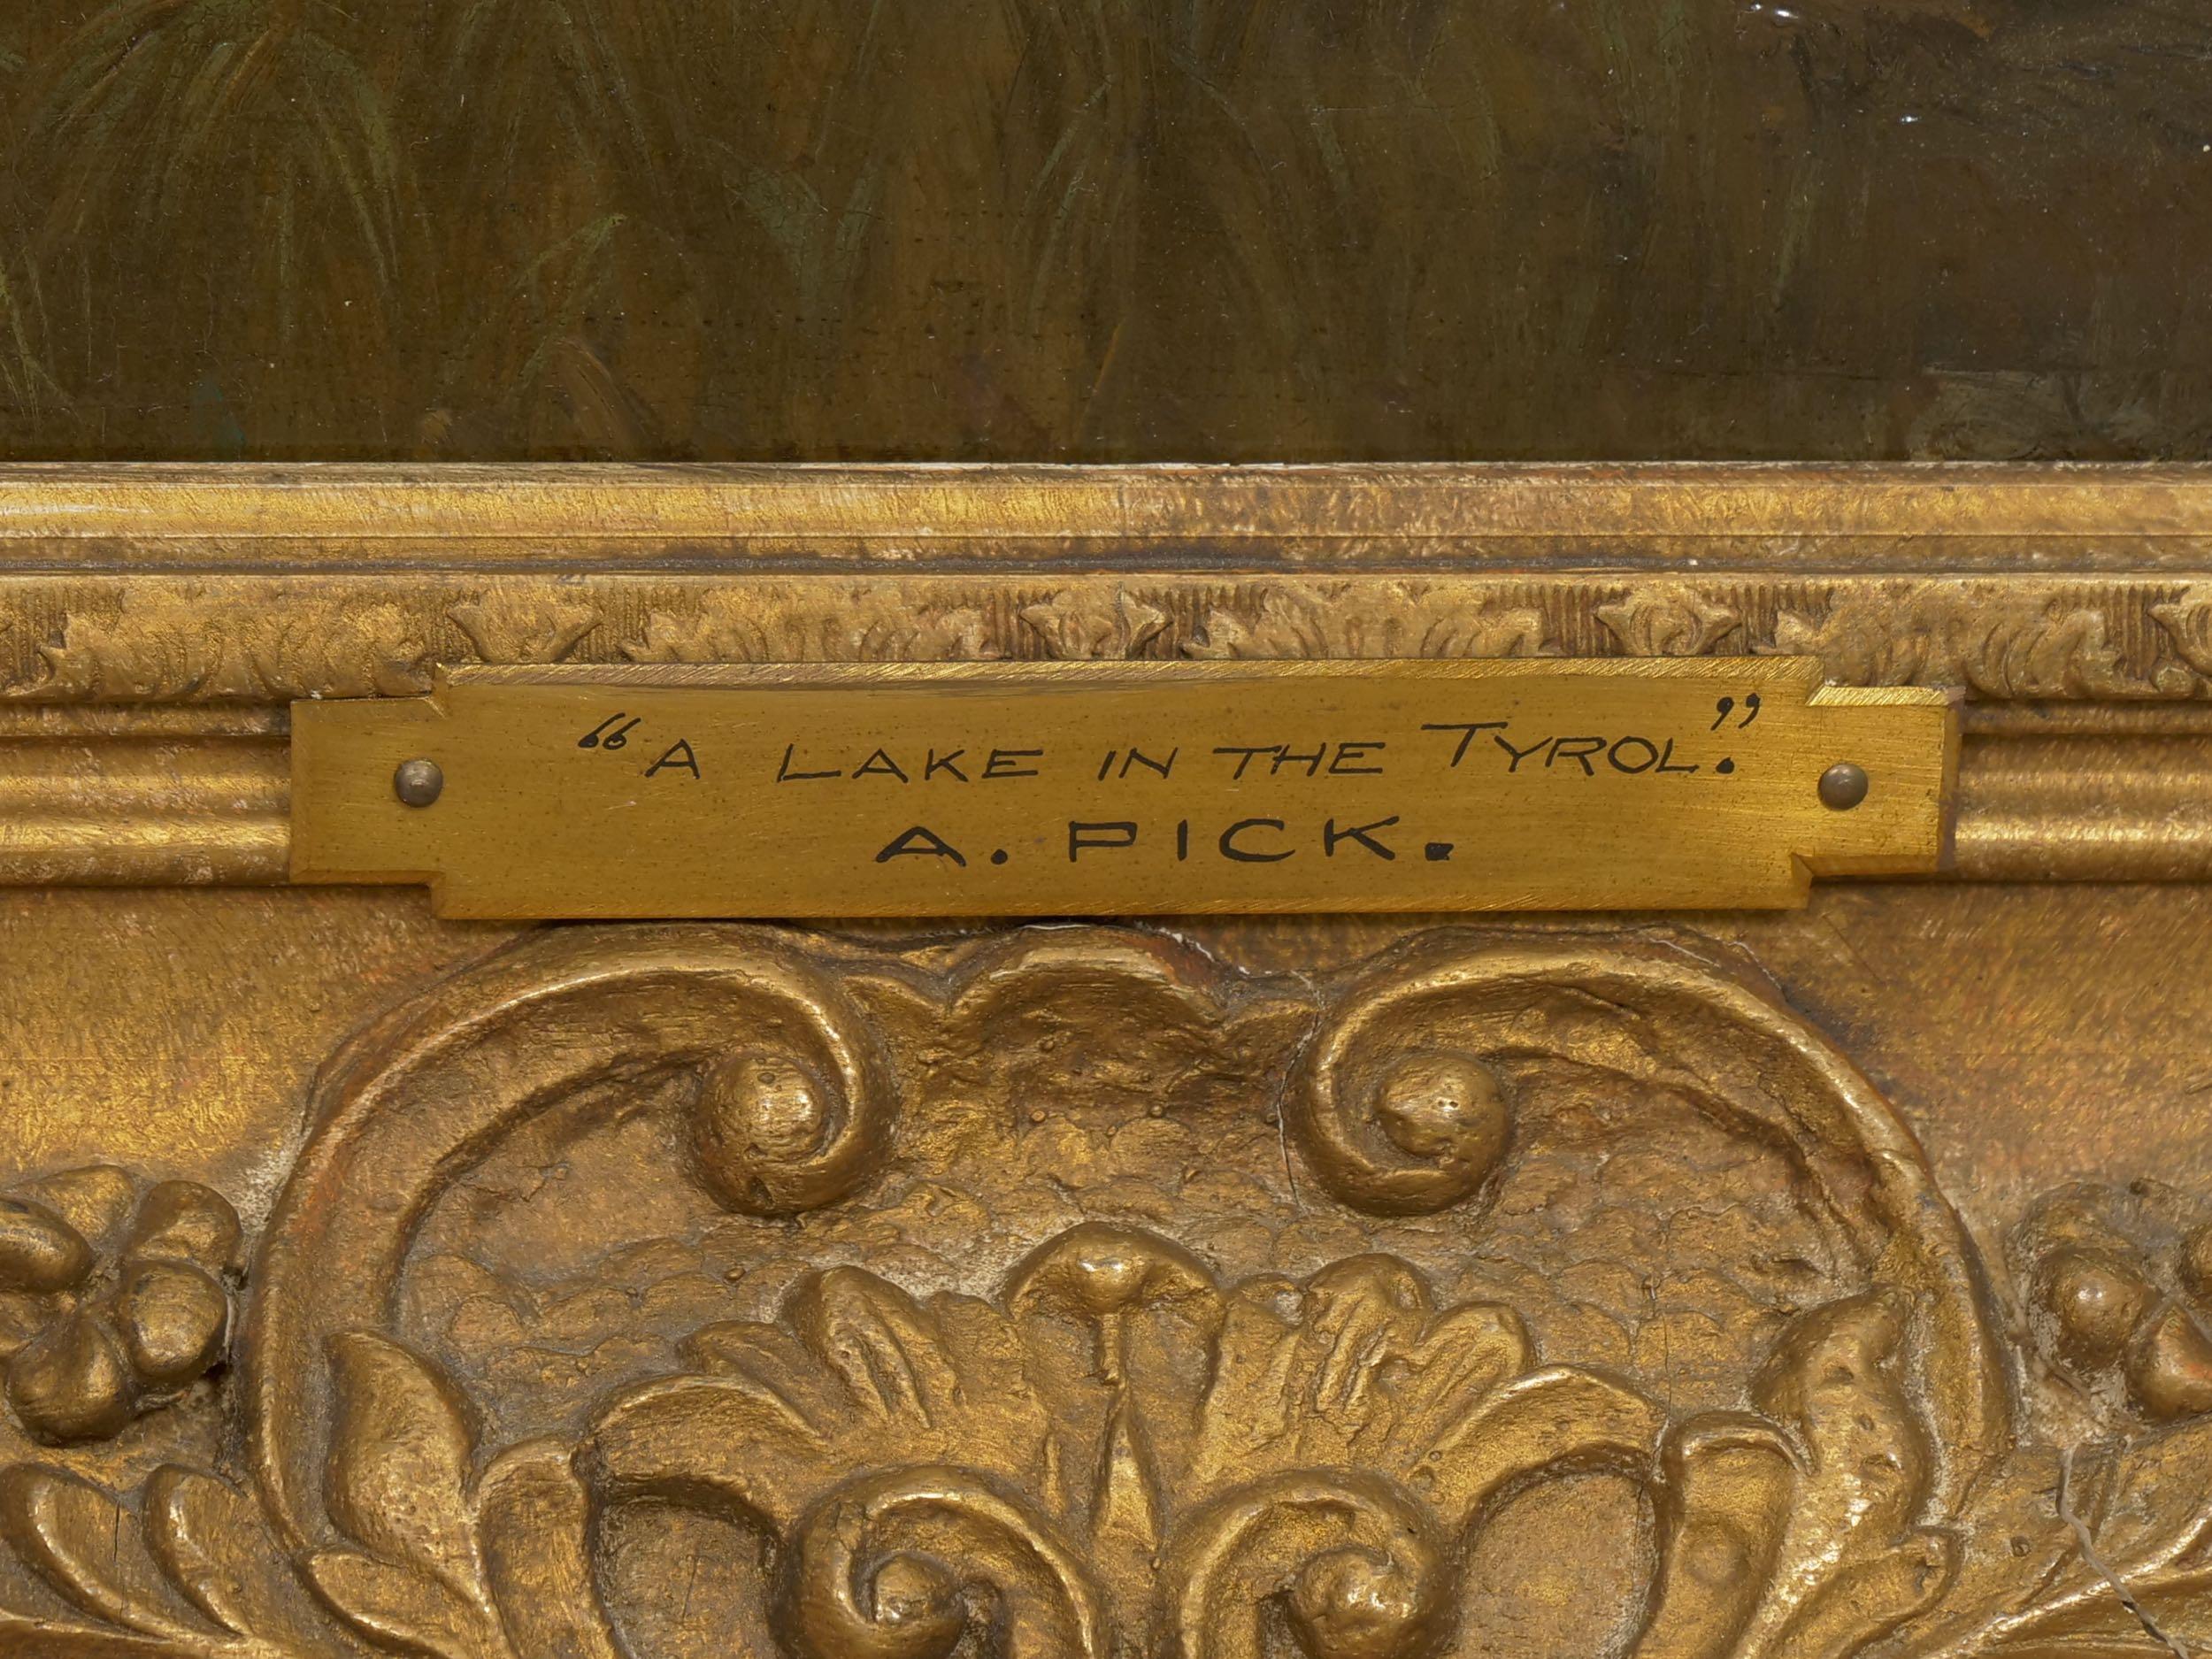 “A LAKE IN THE TYROL.”
A. PICK.